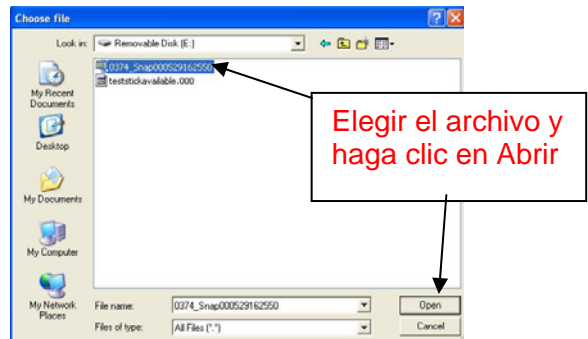 Choose file
Look in:
Removable Disk (E:)
0374_Snap000529162550
teststickavailable.000
My Recent
Documents
Desktop
My Documents
My Computer
My Network
Places
Elegir el archivo y
haga clic en Abrir
File name:
0374_Snap000529162550
Open
Files of type:
All Files (*.*)
Cancel